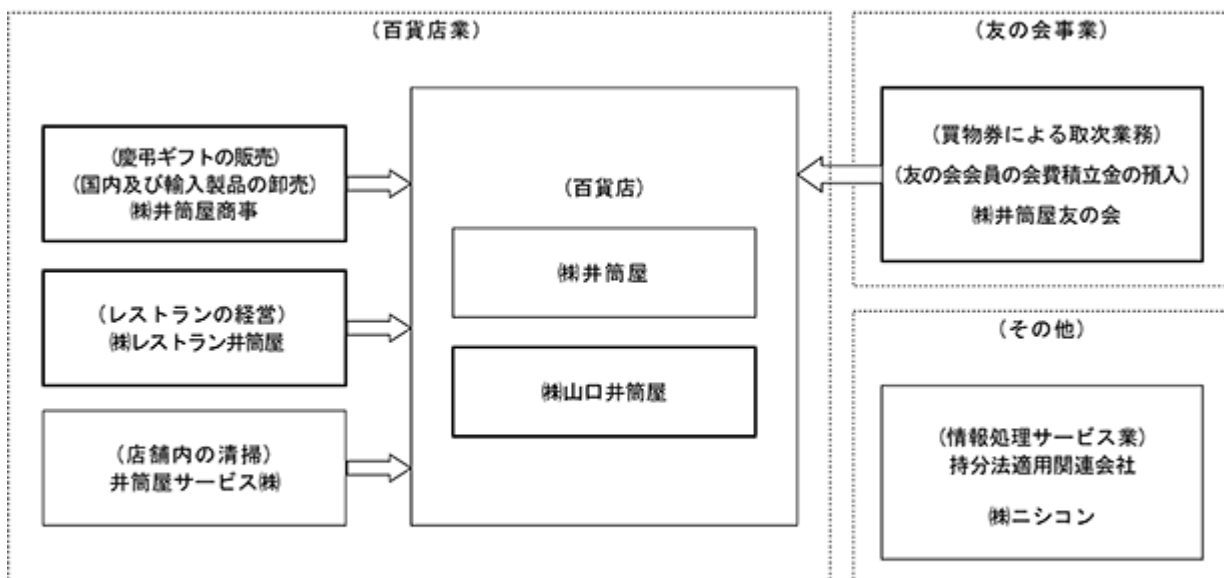 (百貨店業)
(慶弔ギフトの販売)
(国内及び輸入製品の卸売)
㈱井筒屋商事
(レストランの経営)
㈱レストラン井筒屋
(店舗内の清掃)
井筒屋サービス㈱
(百貨店)
㈱井筒屋
㈱山口井筒屋
(友の会事業)
(買物券による取次業務)
(友の会会員の会費積立金の預入)
㈱井筒屋友の会
(その他)
(情報処理サービス業)
持分法適用関連会社
㈱ニシコン